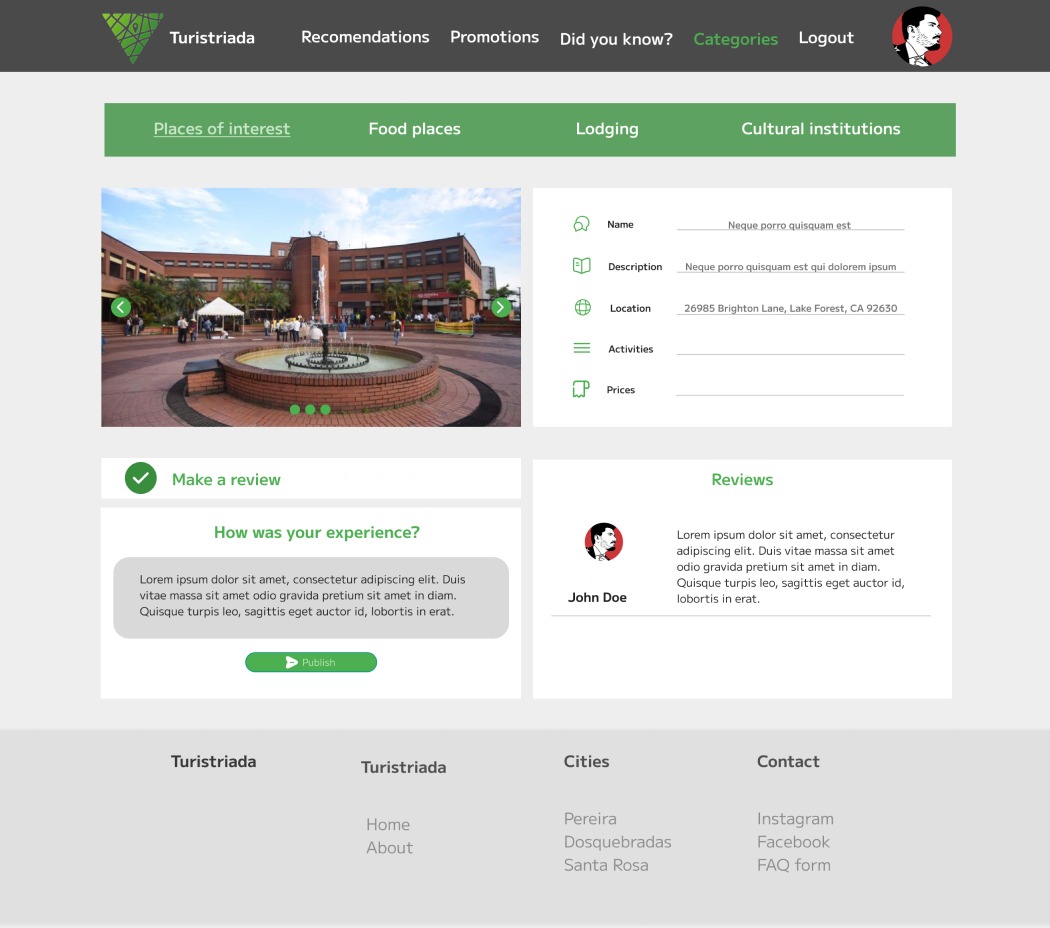 Turistriada
Recomendations
Promotions
Did you know?
Categories
Logout
Places of interest
Food places
Lodging
Cultural institutions
Name
Neque porro quisquam est
Description
Neque porro quisquam est qui dolorem ipsum
Location
26985 Brighton Lane, Lake Forest, CA 92630
Activities
Prices
Make a review
How was your experience?
Lorem ipsum dolor sit amet, consectetur adipiscing elit. Duis
vitae massa sit amet odio gravida pretium sit amet in diam.
Quisque turpis leo, sagittis eget auctor id, lobortis in erat.
Publish
Reviews
John Doe
Lorem ipsum dolor sit amet, consectetur
adipiscing elit. Duis vitae massa sit amet
odio gravida pretium sit amet in diam.
Quisque turpis leo, sagittis eget auctor id,
lobortis in erat.
Turistriada
Turistriada
Home
About
Cities
Pereira
Dosquebradas
Santa Rosa
Contact
Instagram
Facebook
FAQ form